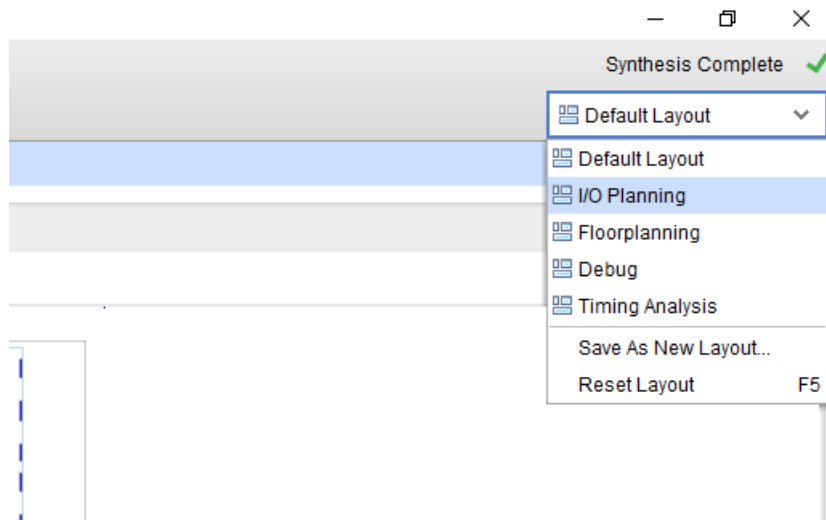 Synthesis Complete
Default Layout
Default Layout
I/O Planning
Floorplanning
Debug
Timing Analysis
Save As New Layout...
Reset Layout F5